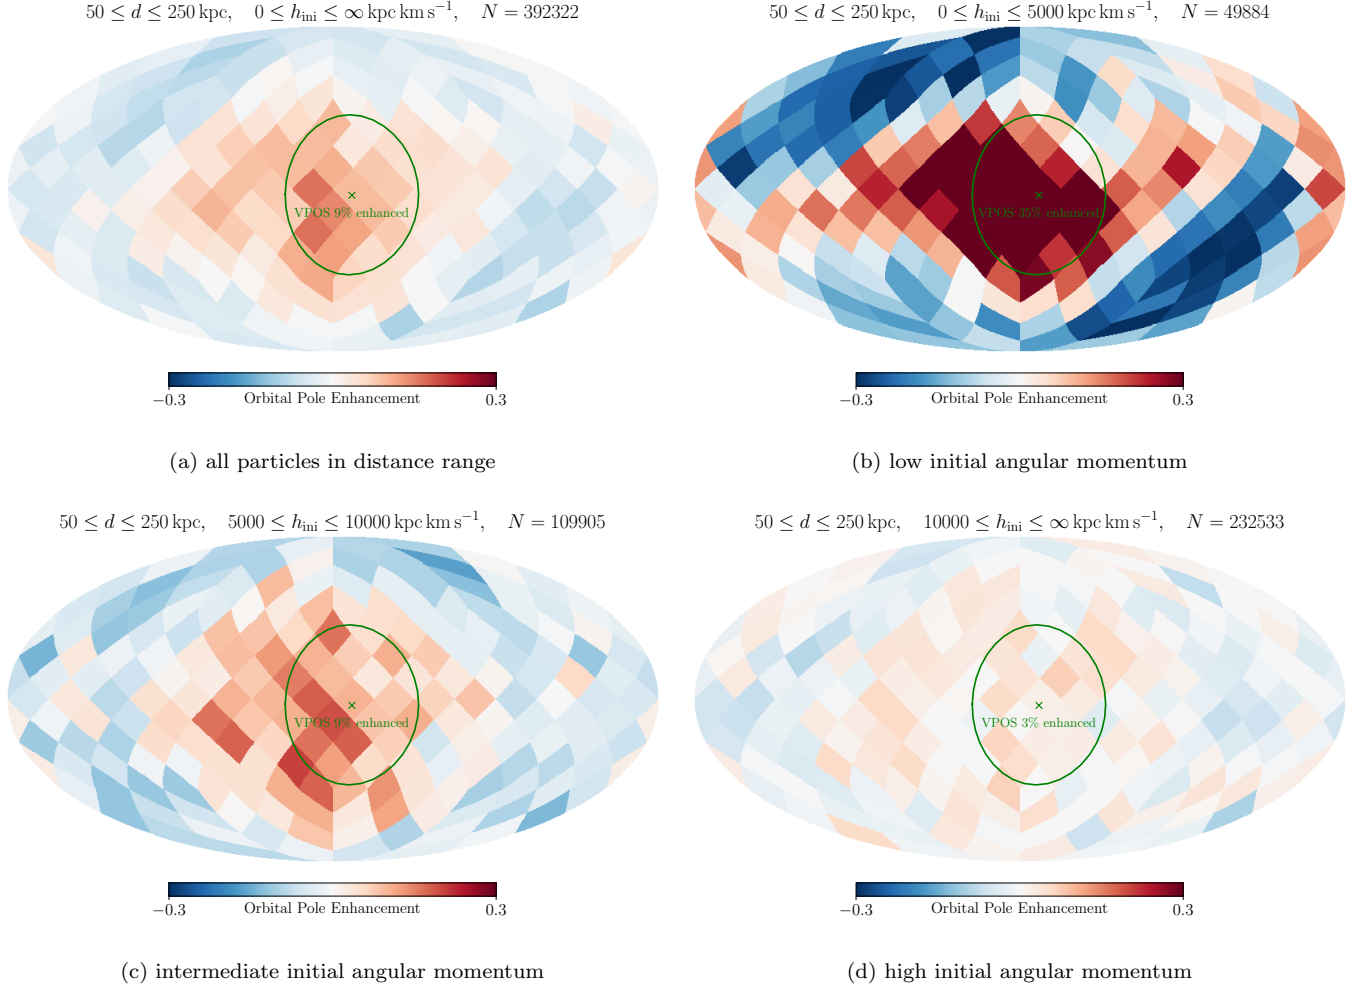 50 ≤ d ≤ 250 kpc, 0 ≤ h_ini ≤ ∞ kpc km s⁻¹, N = 392322
VPOS 9% enhanced
−0.3 Orbital Pole Enhancement 0.3
(a) all particles in distance range
50 ≤ d ≤ 250 kpc, 0 ≤ h_ini ≤ 5000 kpc km s⁻¹, N = 49884
VPOS 35% enhanced
−0.3 Orbital Pole Enhancement 0.3
(b) low initial angular momentum
50 ≤ d ≤ 250 kpc, 5000 ≤ h_ini ≤ 10000 kpc km s⁻¹, N = 109905
VPOS 9% enhanced
−0.3 Orbital Pole Enhancement 0.3
(c) intermediate initial angular momentum
50 ≤ d ≤ 250 kpc, 10000 ≤ h_ini ≤ ∞ kpc km s⁻¹, N = 232533
VPOS 3% enhanced
−0.3 Orbital Pole Enhancement 0.3
(d) high initial angular momentum